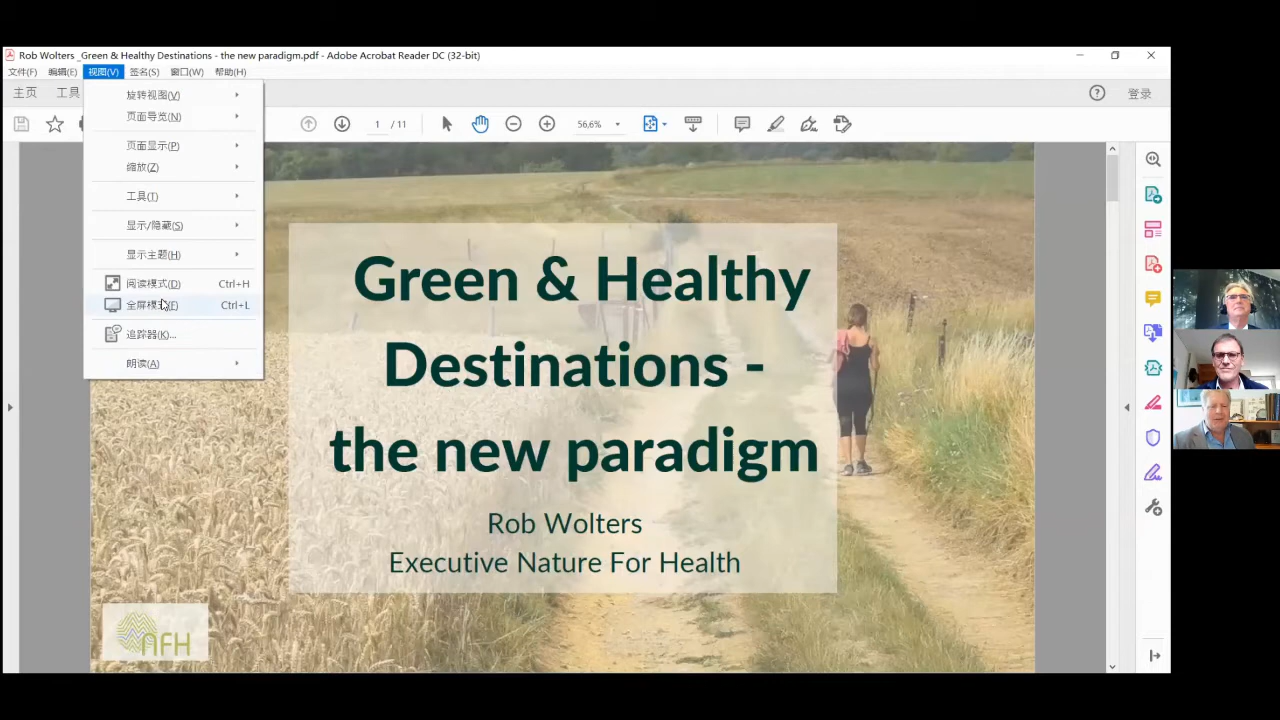 Rob Wolters _Green & Healthy Destinations - the new paradigm.pdf - Adobe Acrobat Reader DC (32-bit)
文件(F) 编辑(E) 视图(V) 签名(S) 窗口(W) 帮助(H)
主页 工具 登录
1 / 11 56,6%
旋转视图(V)
页面导览(N)
页面显示(P)
缩放(Z)
工具(T)
显示/隐藏(S)
显示主题(H)
阅读模式(D) Ctrl+H
全屏模式(F) Ctrl+L
追踪器(K)...
朗读(A)
Green & Healthy
Destinations -
the new paradigm
Rob Wolters
Executive Nature For Health
NFH